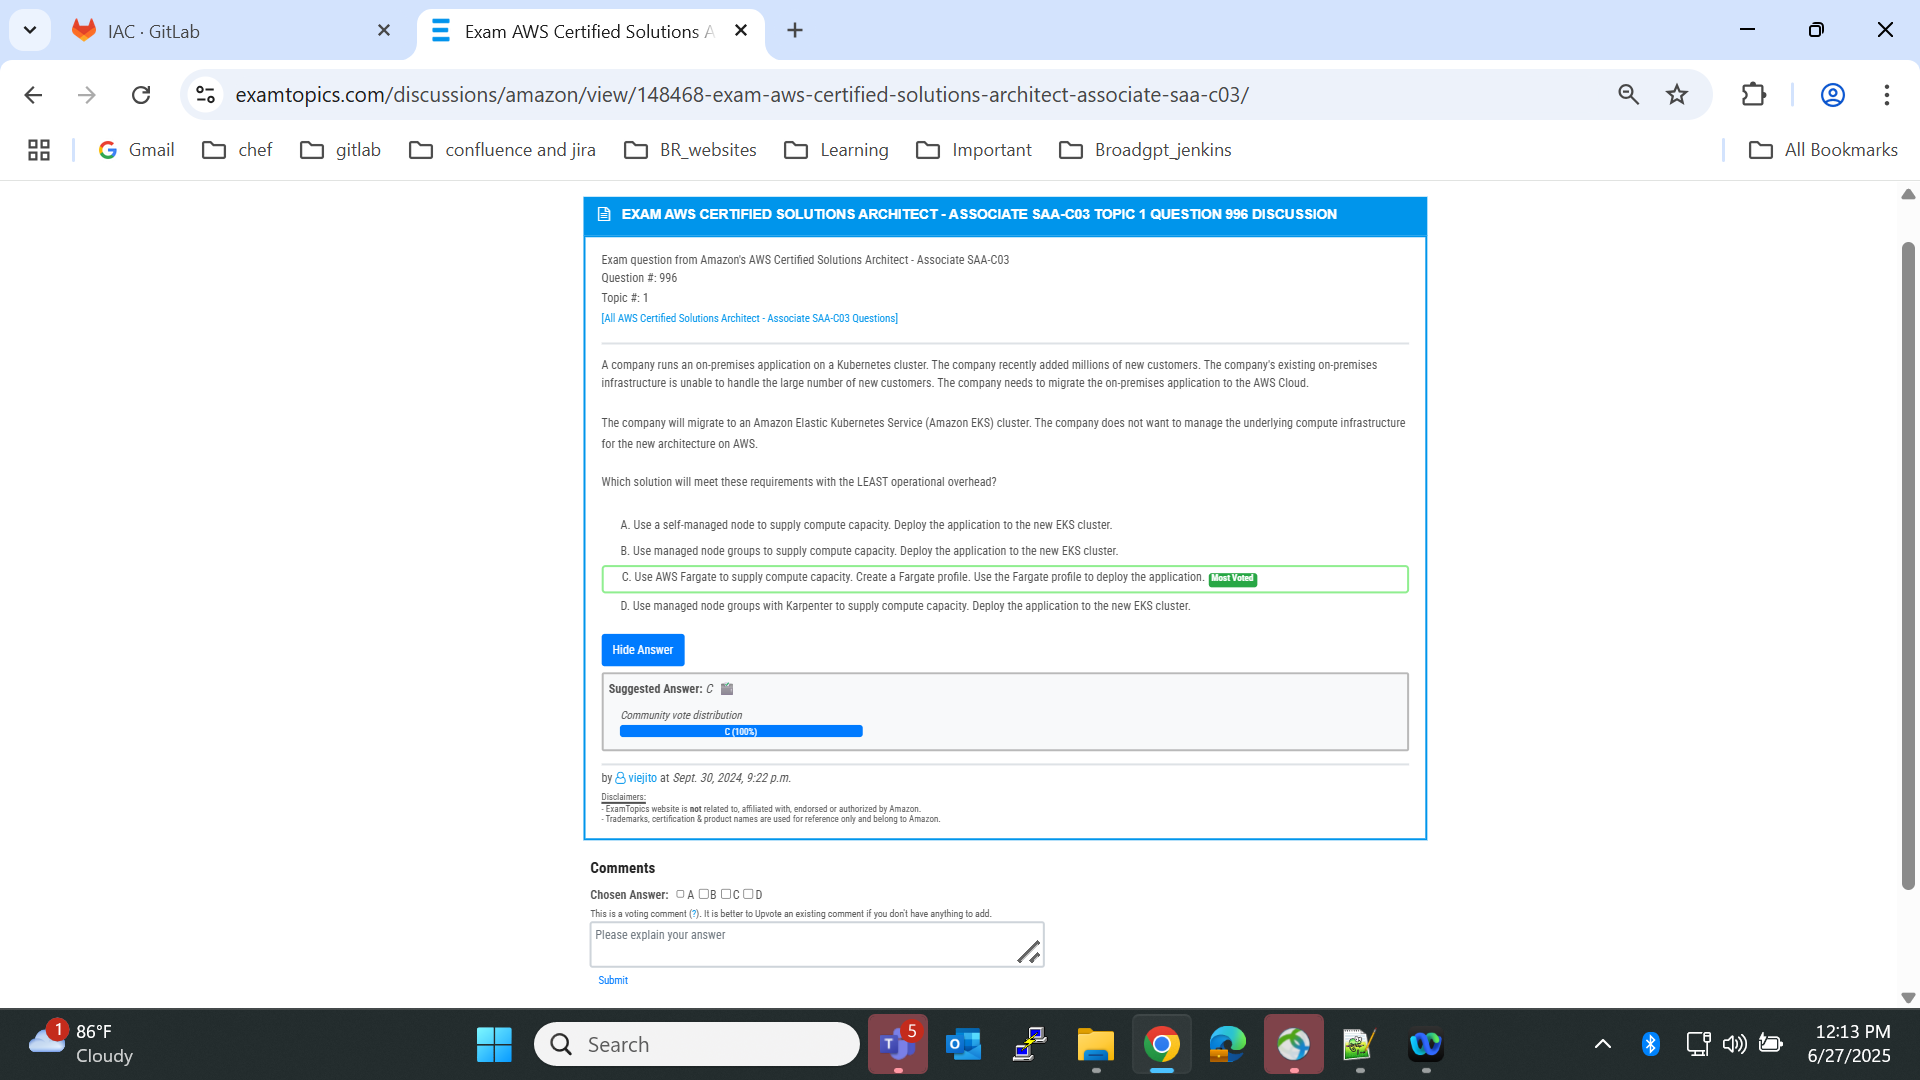 IAC · GitLab
Exam AWS Certified Solutions A
examtopics.com/discussions/amazon/view/148468-exam-aws-certified-solutions-architect-associate-saa-c03/
Gmail
chef
gitlab
confluence and jira
BR_websites
Learning
Important
Broadgpt_jenkins
All Bookmarks
EXAM AWS CERTIFIED SOLUTIONS ARCHITECT - ASSOCIATE SAA-C03 TOPIC 1 QUESTION 996 DISCUSSION
Exam question from Amazon's AWS Certified Solutions Architect - Associate SAA-C03
Question #: 996
Topic #: 1
[All AWS Certified Solutions Architect - Associate SAA-C03 Questions]
A company runs an on-premises application on a Kubernetes cluster. The company recently added millions of new customers. The company's existing on-premises
infrastructure is unable to handle the large number of new customers. The company needs to migrate the on-premises application to the AWS Cloud.
The company will migrate to an Amazon Elastic Kubernetes Service (Amazon EKS) cluster. The company does not want to manage the underlying compute infrastructure
for the new architecture on AWS.
Which solution will meet these requirements with the LEAST operational overhead?
A. Use a self-managed node to supply compute capacity. Deploy the application to the new EKS cluster.
B. Use managed node groups to supply compute capacity. Deploy the application to the new EKS cluster.
C. Use AWS Fargate to supply compute capacity. Create a Fargate profile. Use the Fargate profile to deploy the application. Most Voted
D. Use managed node groups with Karpenter to supply compute capacity. Deploy the application to the new EKS cluster.
Hide Answer
Suggested Answer: C
Community vote distribution
C (100%)
by viejito at Sept. 30, 2024, 9:22 p.m.
Disclaimers:
- ExamTopics website is not related to, affiliated with, endorsed or authorized by Amazon.
- Trademarks, certification & product names are used for reference only and belong to Amazon.
Comments
Chosen Answer: A B C D
This is a voting comment (?). It is better to Upvote an existing comment if you don't have anything to add.
Please explain your answer
Submit
1
86°F
Cloudy
Search
5
12:13 PM
6/27/2025